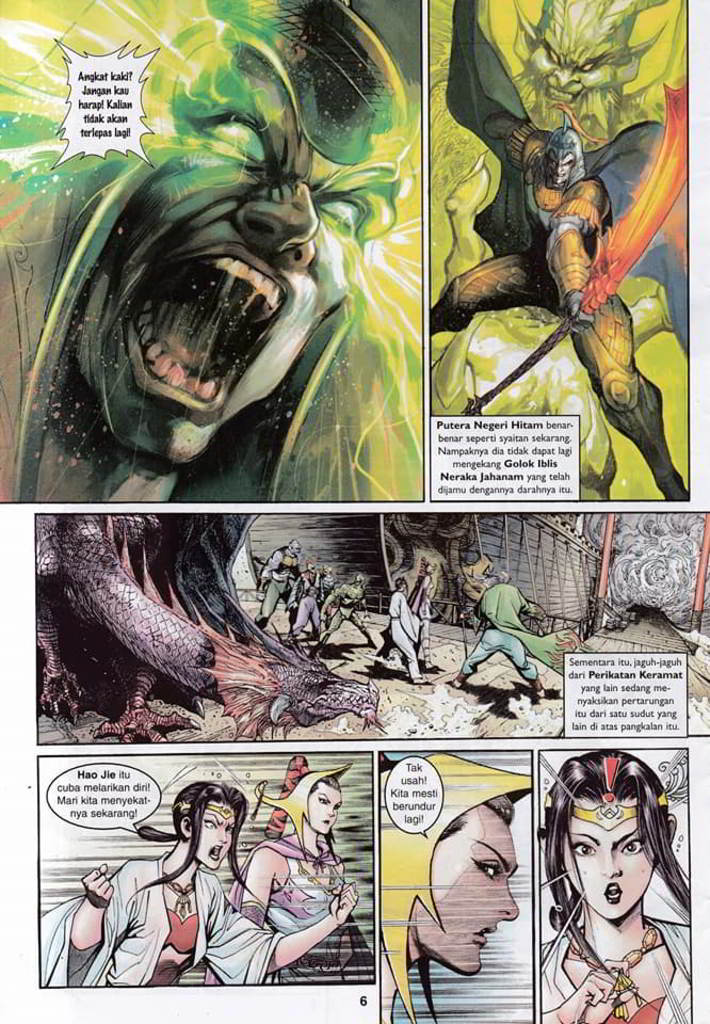 Angkat kaki?
Jangan kau
harap! Kalian
tidak akan
terlepas lagi!
Putera Negeri Hitam benar-
benar seperti syaitan sekarang.
Nampaknya dia tidak dapat lagi
mengekang Golok Iblis
Neraka Jahanam yang telah
dijamu dengannya darahnya itu.
Sementara itu, jaguh-jaguh
dari Perikatan Keramat
yang lain sedang me-
nyaksikan pertarungan
itu dari satu sudut yang
lain di atas pangkalan itu.
Hao Jie itu
cuba melarikan diri!
Mari kita menyekat-
nya sekarang!
Tak
usah!
Kita mesti
berundur
lagi!
6